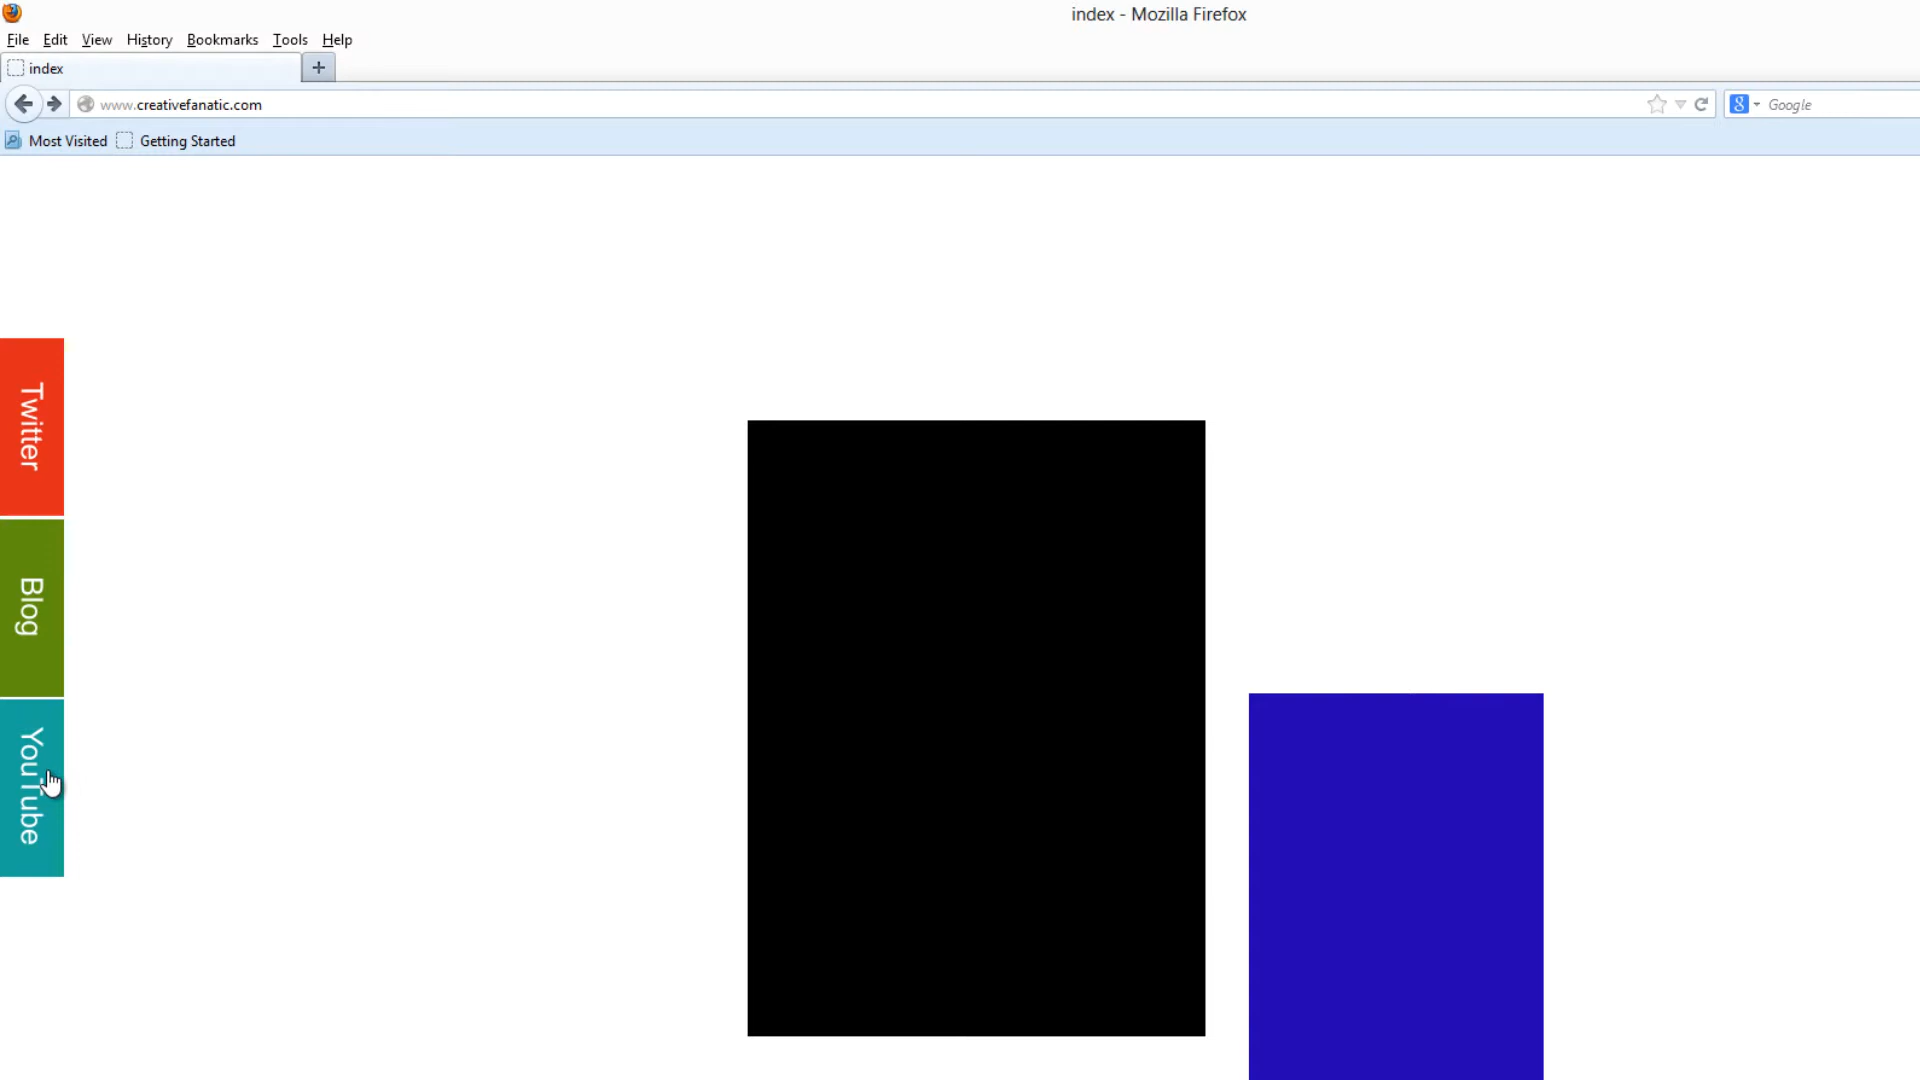 index - Mozilla Firefox
File Edit View History Bookmarks Tools Help
index +
www.creativefanatic.com
8 Google
Most Visited Getting Started
Twitter
Blog
YouTube